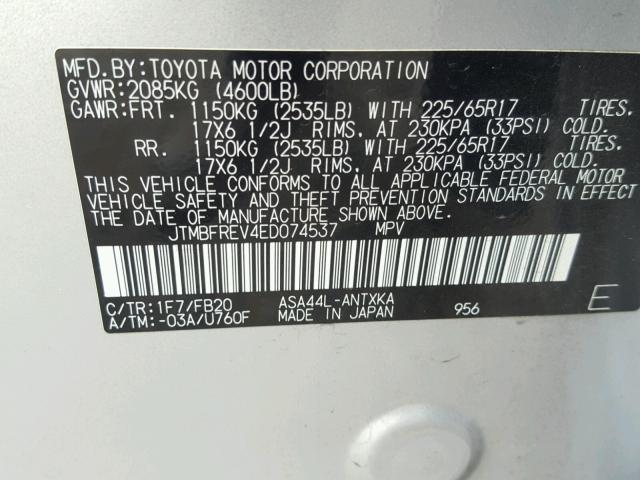 MFD.BY:TOYOTA MOTOR CORPORATION
GVWR:2085KG (4600LB)
GAWR:FRT. 1150KG (2535LB) WITH 225/65R17 TIRES.
17X6 1/2J RIMS. AT 230KPA (33PSI) COLD.
RR. 1150KG (2535LB) WITH 225/65R17 TIRES.
17X6 1/2J RIMS. AT 230KPA (33PSI) COLD.
THIS VEHICLE CONFORMS TO ALL APPLICABLE FEDERAL MOTOR
VEHICLE SAFETY AND THEFT PREVENTION STANDARDS IN EFFECT
ON THE DATE OF MANUFACTURE SHOWN ABOVE.
JTMBFREV4ED074537 MPV
C/TR:1F7/FB20 ASA44L-ANTXKA
A/TM:-03A/U760F MADE IN JAPAN 956 E